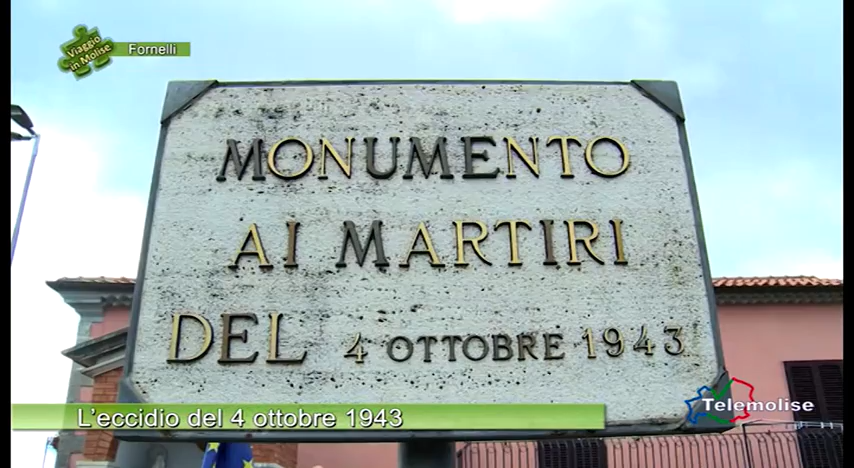 Viaggio
in Molise
Fornelli
MONUMENTO
AI MARTIRI
DEL 4 OTTOBRE 1943
L'eccidio del 4 ottobre 1943
Telemolise